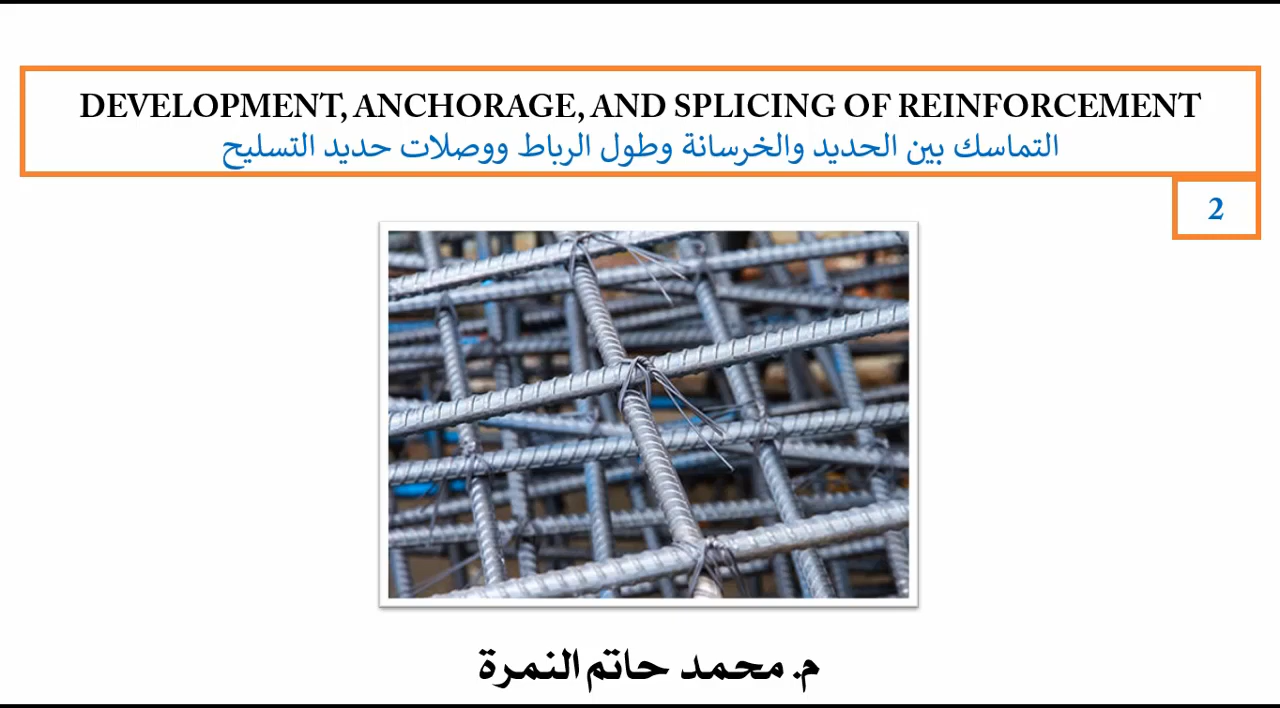 DEVELOPMENT, ANCHORAGE, AND SPLICING OF REINFORCEMENT
التماسك بين الحديد والخرسانة وطول الرباط ووصلات حديد التسليح
2
م. محمد حاتم النمرة